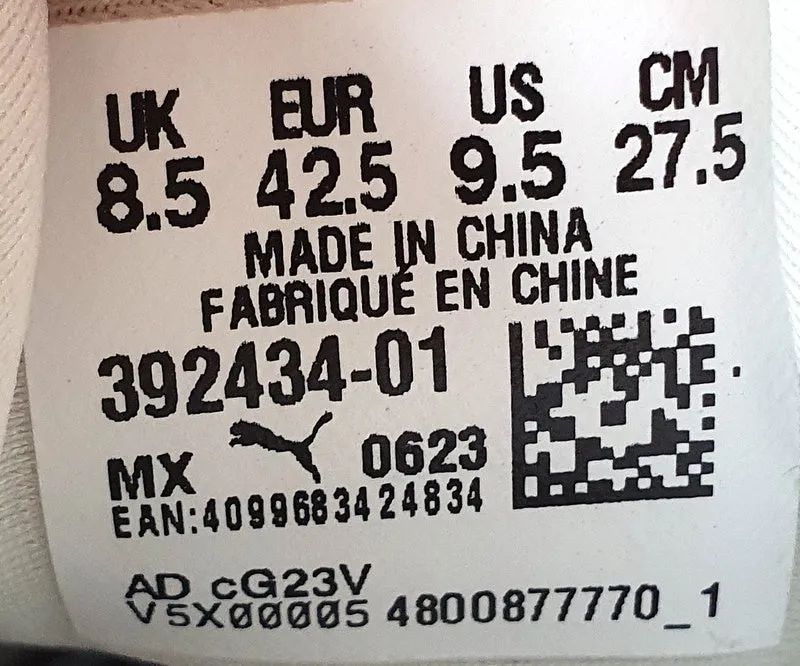 UK EUR US CM
8.5 42.5 9.5 27.5
MADE IN CHINA
FABRIQUÉ EN CHINE
392434-01
MX 0623
EAN:4099683424834
AD cG23V
V5X00005 4800877770_1